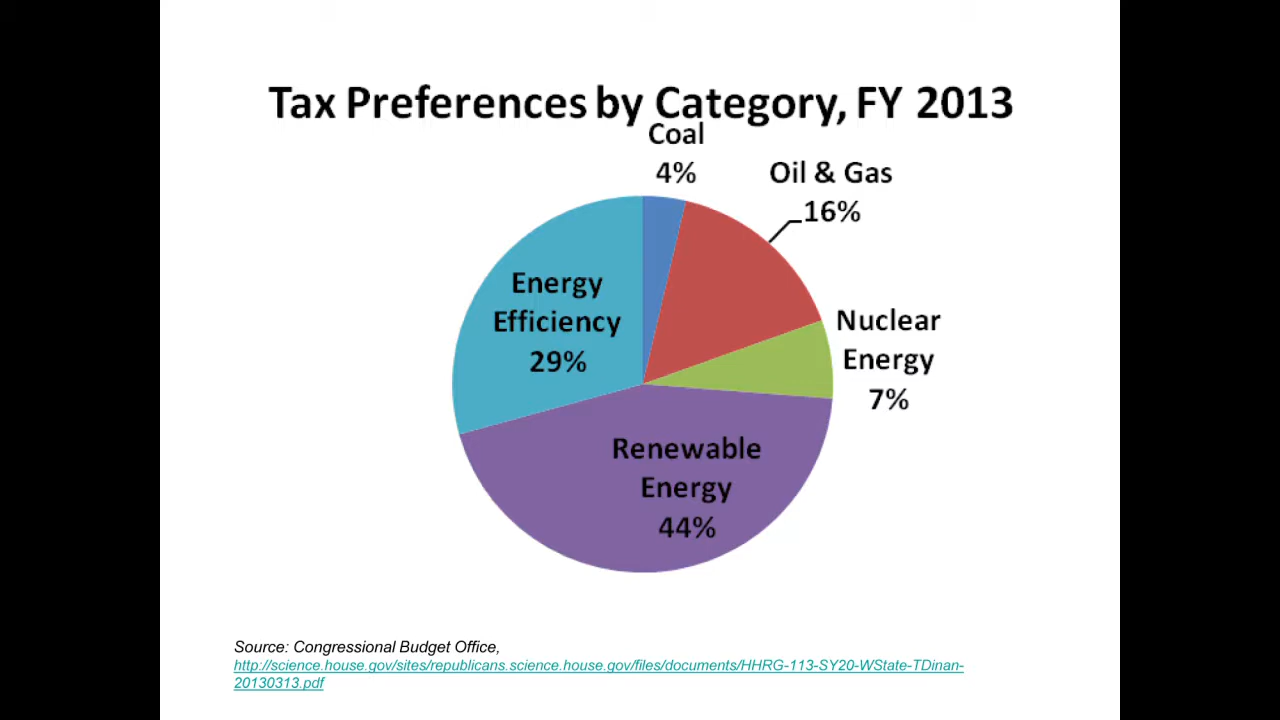 Tax Preferences by Category, FY 2013
Coal
4%
Oil & Gas
16%
Nuclear
Energy
7%
Renewable
Energy
44%
Energy
Efficiency
29%
Source: Congressional Budget Office,
http://science.house.gov/sites/republicans.science.house.gov/files/documents/HHRG-113-SY20-WState-TDinan-
20130313.pdf